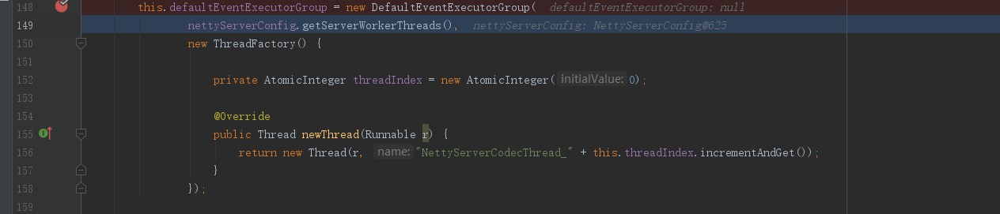 148 this.defaultEventExecutorGroup = new DefaultEventExecutorGroup( defaultEventExecutorGroup: null
149 nettyServerConfig.getServerWorkerThreads(), nettyServerConfig: NettyServerConfig@625
150 new ThreadFactory() {
151
152 private AtomicInteger threadIndex = new AtomicInteger( initialValue: 0);
153
154 @Override
155 public Thread newThread(Runnable r) {
156 return new Thread(r, name: "NettyServerCodecThread_" + this.threadIndex.incrementAndGet());
157 }
158 });
159